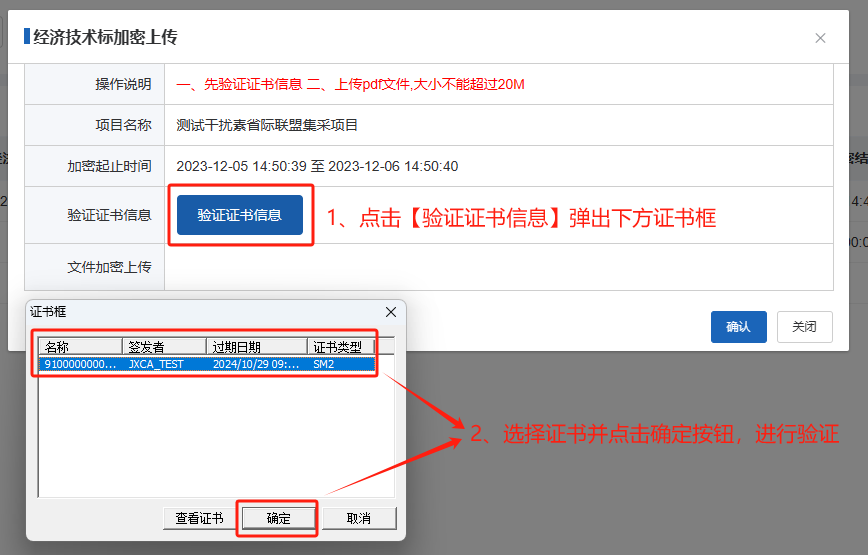 经济技术标加密上传
操作说明 一、先验证证书信息 二、上传pdf文件,大小不能超过20M
项目名称 测试干扰素省际联盟集采项目
加密起止时间 2023-12-05 14:50:39 至 2023-12-06 14:50:40
验证证书信息 验证证书信息 1、点击【验证证书信息】弹出下方证书框
文件加密上传
确认 关闭
证书框
名称 签发者 过期日期 证书类型
9100000000... JXCA_TEST 2024/10/29 09:... SM2
2、选择证书并点击确定按钮，进行验证
查看证书 确定 取消